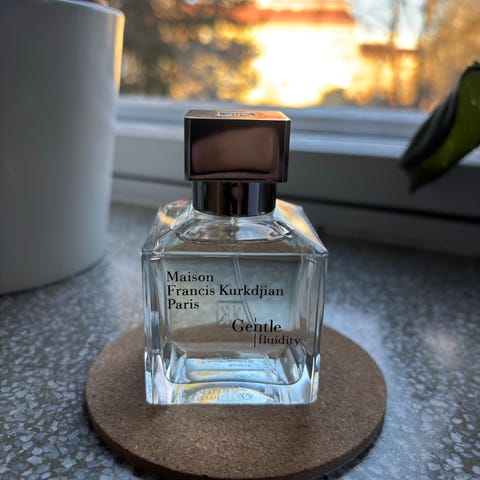 Maison
Francis Kurkdjian
Paris
Gentle
fluidity